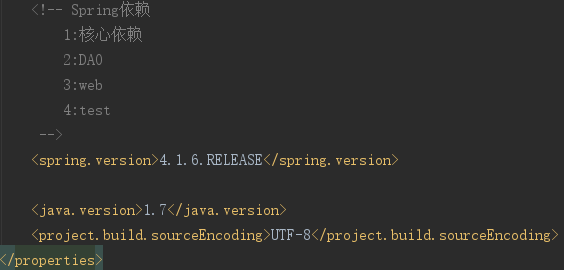 <!-- Spring依赖
1:核心依赖
2:DAO
3:web
4:test
-->
<spring.version>4.1.6.RELEASE</spring.version>
<java.version>1.7</java.version>
<project.build.sourceEncoding>UTF-8</project.build.sourceEncoding>
</properties>